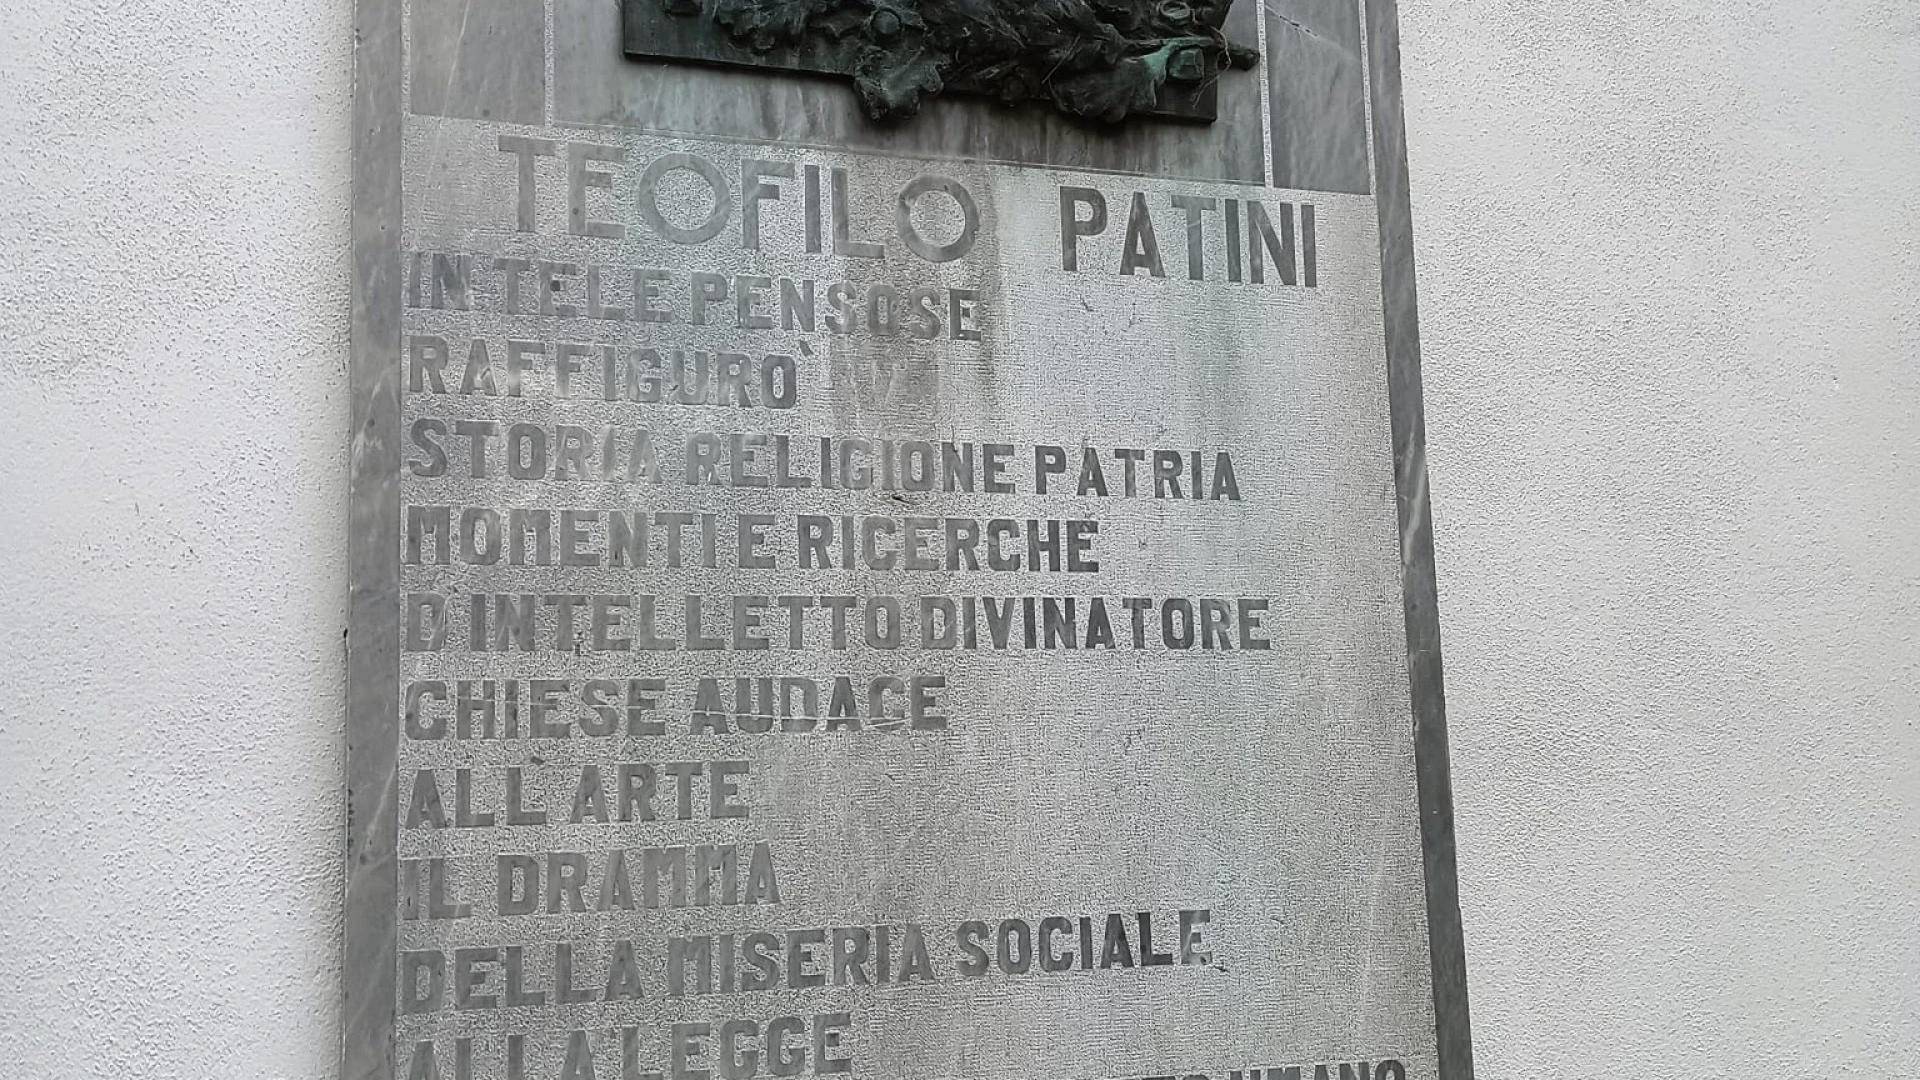 TEOFILO PATINI
IN TELE PENSOSE
RAFFIGURÒ
STORIA RELIGIONE PATRIA
MOMENTI E RICERCHE
D'INTELLETTO DIVINATORE
CHIESE AUDACE
ALL'ARTE
IL DRAMMA
DELLA MISERIA SOCIALE
ALLA LEGGE
UMANO